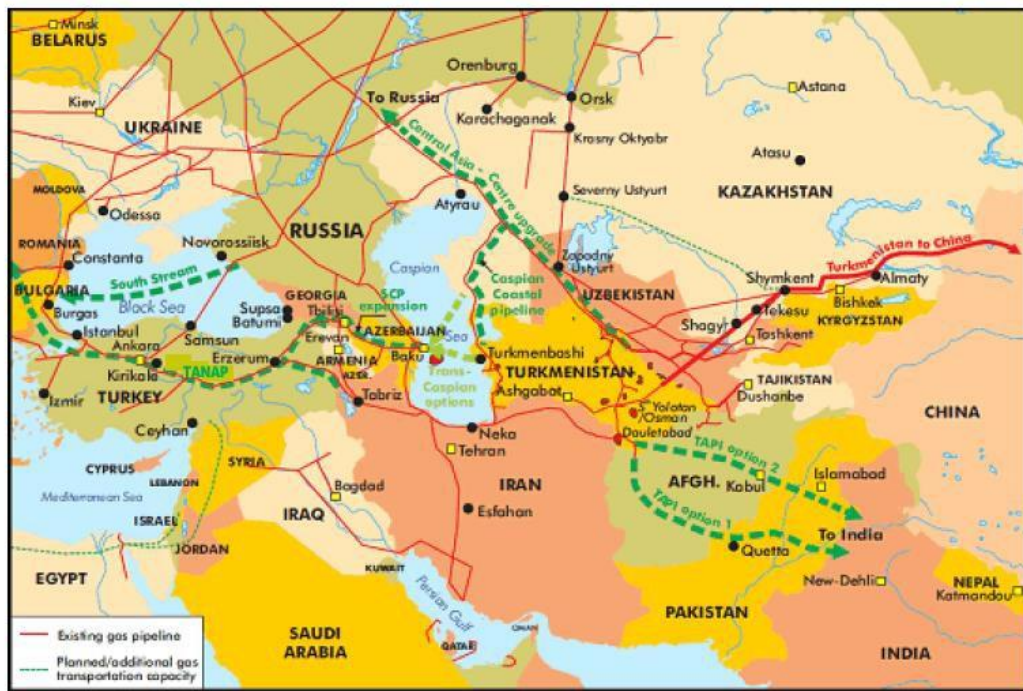 Minsk
BELARUS
Kiev
UKRAINE
MOLDOVA
Odessa
ROMANIA
Constanta
BULGARIA
Burgas
Istanbul
Ankara
Kirikale
Izmir
TURKEY
TANAP
Samsun
Ceyhan
South Stream
Black Sea
Novorossiisk
RUSSIA
To Russia
Orenburg
Orsk
Karachaganak
Krasny Oktyabr
Astana
Atasu
KAZAKHSTAN
Severny Ustyurt
Atyrau
Central Asia - Centre upgrade
Caspian
Sea
Caspian
Coastal
pipeline
Zapadny
Ustyurt
UZBEKISTAN
Turkmenistan to China
Shymkent
Almaty
Bishkek
KYRGYZSTAN
Tekesu
Shagyr
Tashkent
TAJIKISTAN
Dushanbe
CHINA
SCP
expansion
GEORGIA
Tbilisi
Supsa
Batumi
Yerevan
ARMENIA
AZER.
AZERBAIJAN
Baku
Erzerum
Tabriz
Trans-
Caspian
options
Turkmenbashi
TURKMENISTAN
Ashgabat
S° Yolotan
/Osman
Dauletabad
Neka
Tehran
IRAN
Esfahan
TAPI option 2
TAPI option 1
AFGH.
Kabul
Islamabad
Quetta
To India
New-Dehli
NEPAL
Katmandou
PAKISTAN
INDIA
CYPRUS
Mediterranean Sea
LEBANON
SYRIA
ISRAEL
JORDAN
EGYPT
Bagdad
IRAQ
KUWAIT
Persian Gulf
QATAR
OMAN
SAUDI
ARABIA
Existing gas pipeline
Planned/additional gas
transportation capacity